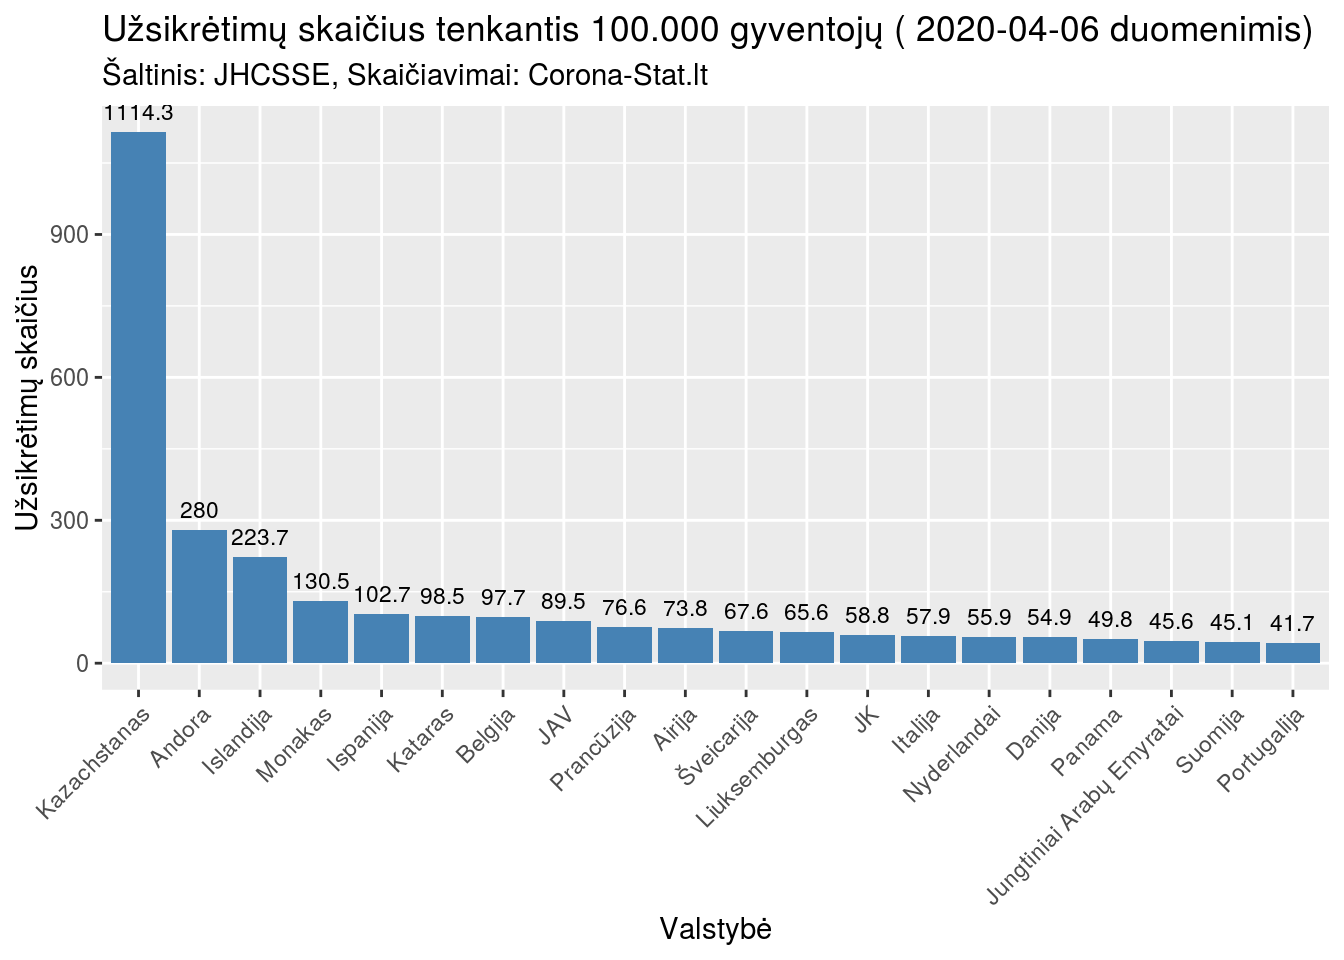 Užsikrėtimų skaičius tenkantis 100.000 gyventojų ( 2020-04-06 duomenimis)
Šaltinis: JHCSSE, Skaičiavimai: Corona-Stat.lt
Užsikrėtimų skaičius
900
600
300
0
1114.3
280
223.7
130.5
102.7
98.5
97.7
89.5
76.6
73.8
67.6
65.6
58.8
57.9
55.9
54.9
49.8
45.6
45.1
41.7
Kazachstanas
Andora
Islandija
Monakas
Ispanija
Kataras
Belgija
JAV
Prancūzija
Airija
Šveicarija
Liuksemburgas
JK
Italija
Nyderlandai
Danija
Panama
Jungtiniai Arabų Emyratai
Suomija
Portugalija
Valstybė